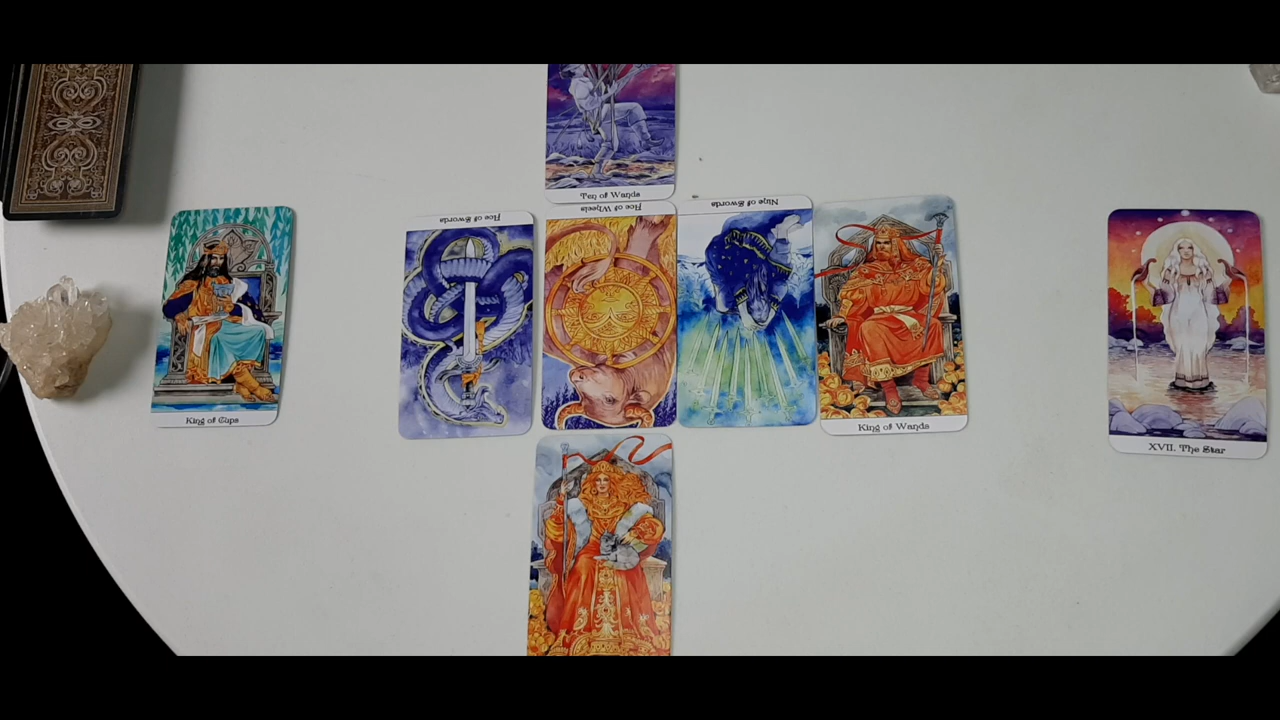 Ten of Wands
Ace of Swords
Ace of Wheels
Nine of Swords
King of Cups
King of Wands
XVII. The Star